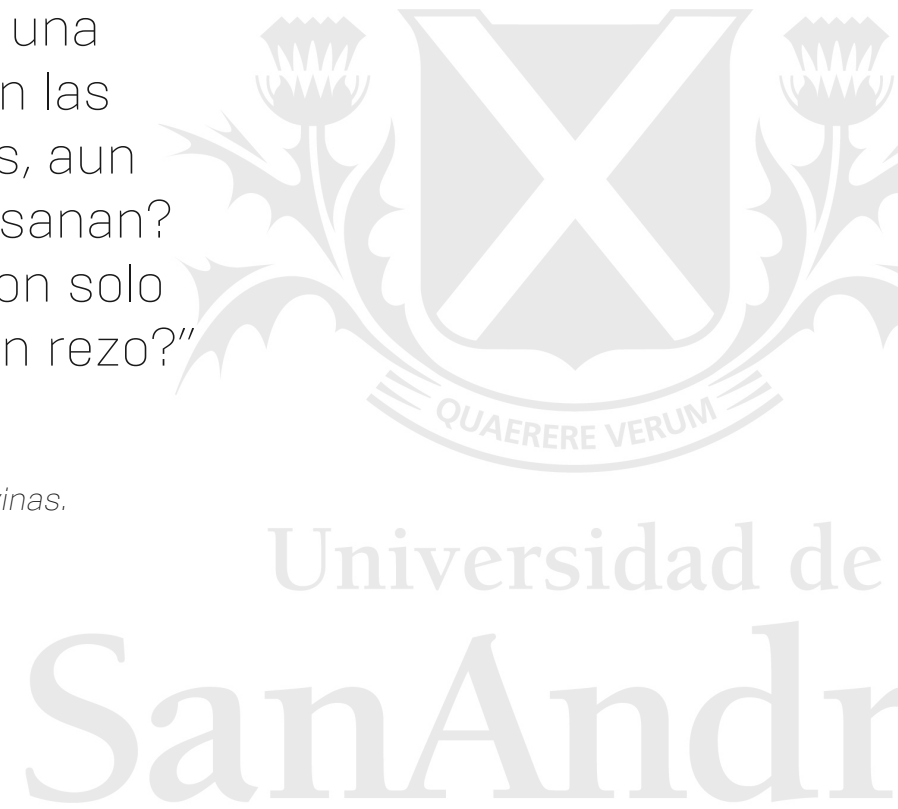 una
n las
s, aun
sanan?
on solo
n rezo?”
inas.
QUAERERE VERUM
Universidad de
SanAndr